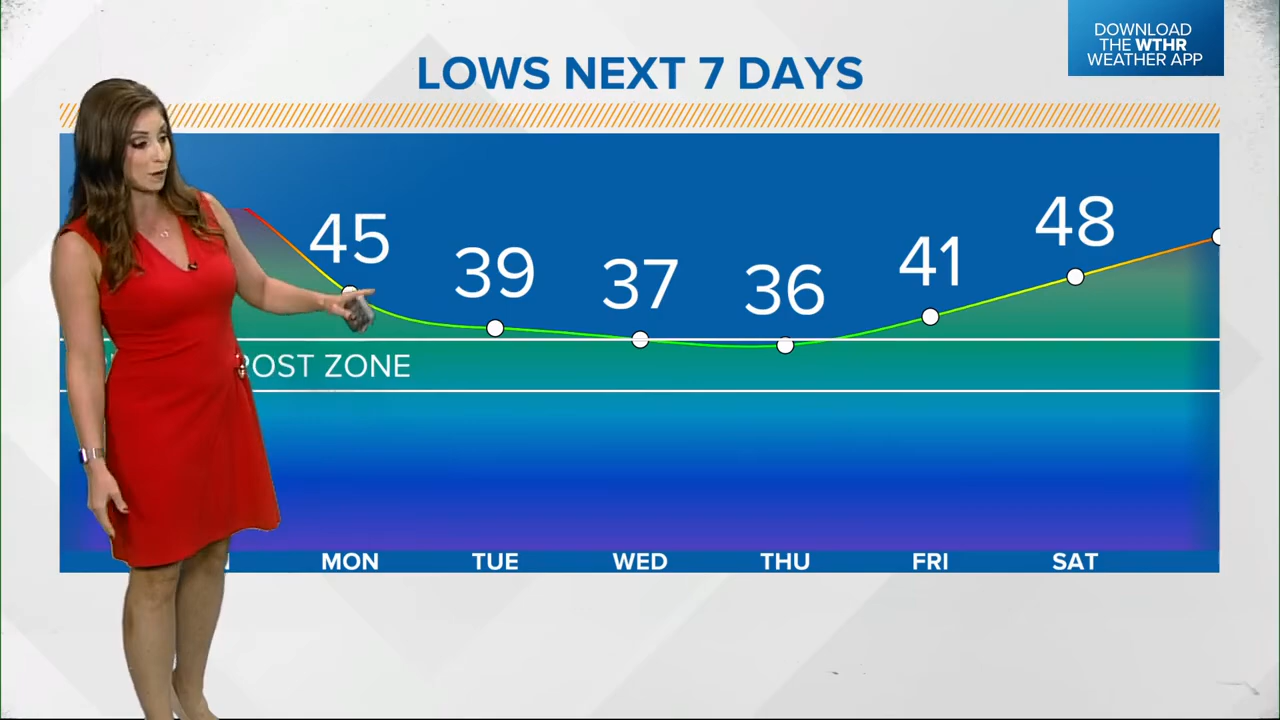 DOWNLOAD
THE WTHR
WEATHER APP
LOWS NEXT 7 DAYS
45
39
37
36
41
48
ZONE
MON
TUE
WED
THU
FRI
SAT